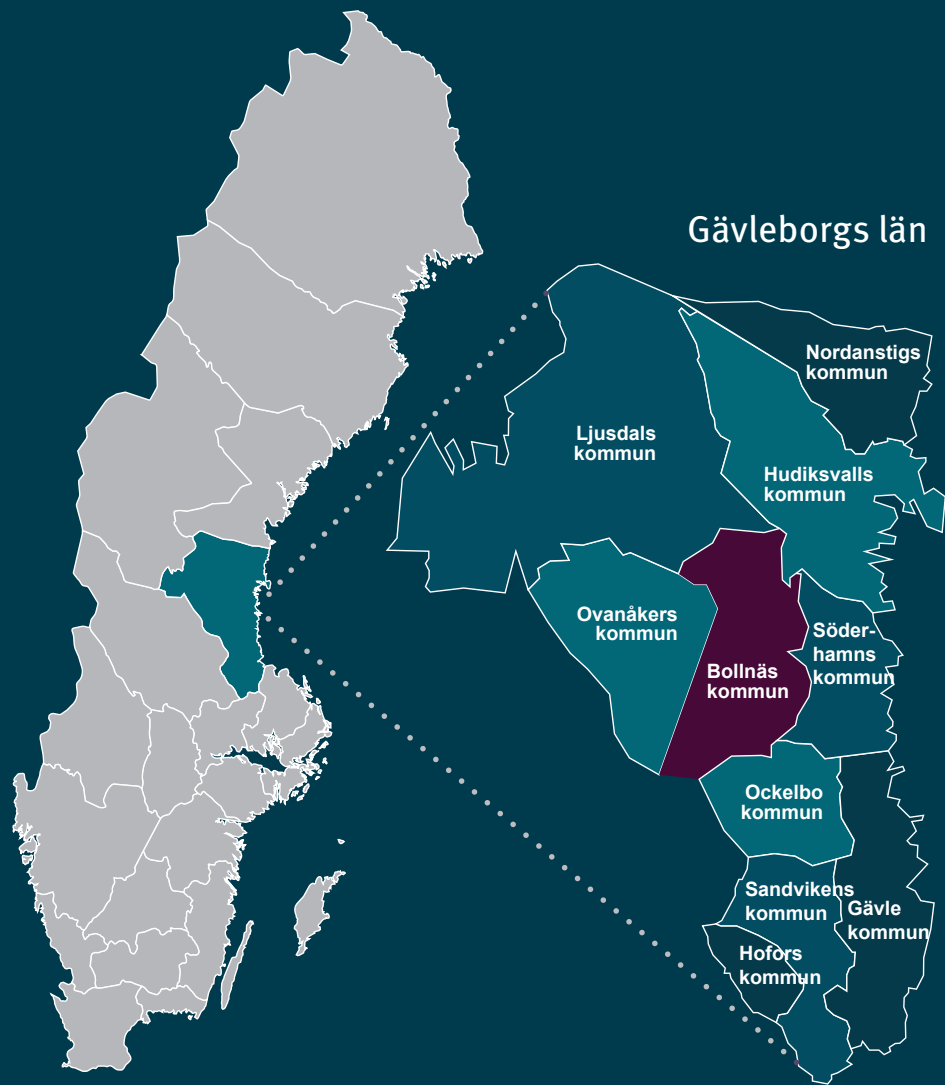 Gävleborgs län
Nordanstigs
kommun
Ljusdals
kommun
Hudiksvalls
kommun
Ovanåkers
kommun
Bollnäs
kommun
Söder-
hamns
kommun
Ockelbo
kommun
Sandvikens
kommun
Gävle
kommun
Hofors
kommun